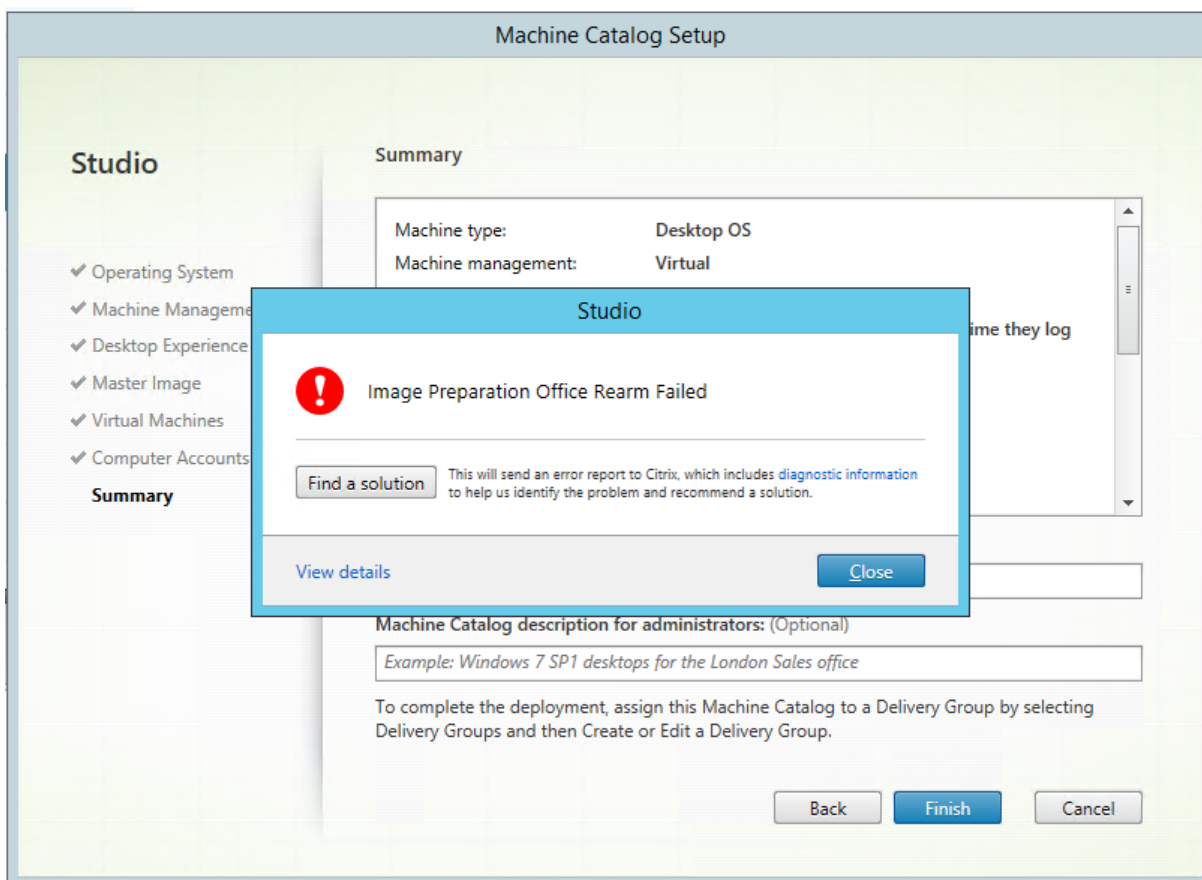 Machine Catalog Setup
Studio
Operating System
Machine Manageme
Desktop Experience
Master Image
Virtual Machines
Computer Accounts
Summary
Summary
Machine type: Desktop OS
Machine management: Virtual
ime they log
Studio
Image Preparation Office Rearm Failed
Find a solution
This will send an error report to Citrix, which includes diagnostic information
to help us identify the problem and recommend a solution.
View details
Close
Machine Catalog description for administrators: (Optional)
Example: Windows 7 SP1 desktops for the London Sales office
To complete the deployment, assign this Machine Catalog to a Delivery Group by selecting
Delivery Groups and then Create or Edit a Delivery Group.
Back Finish Cancel